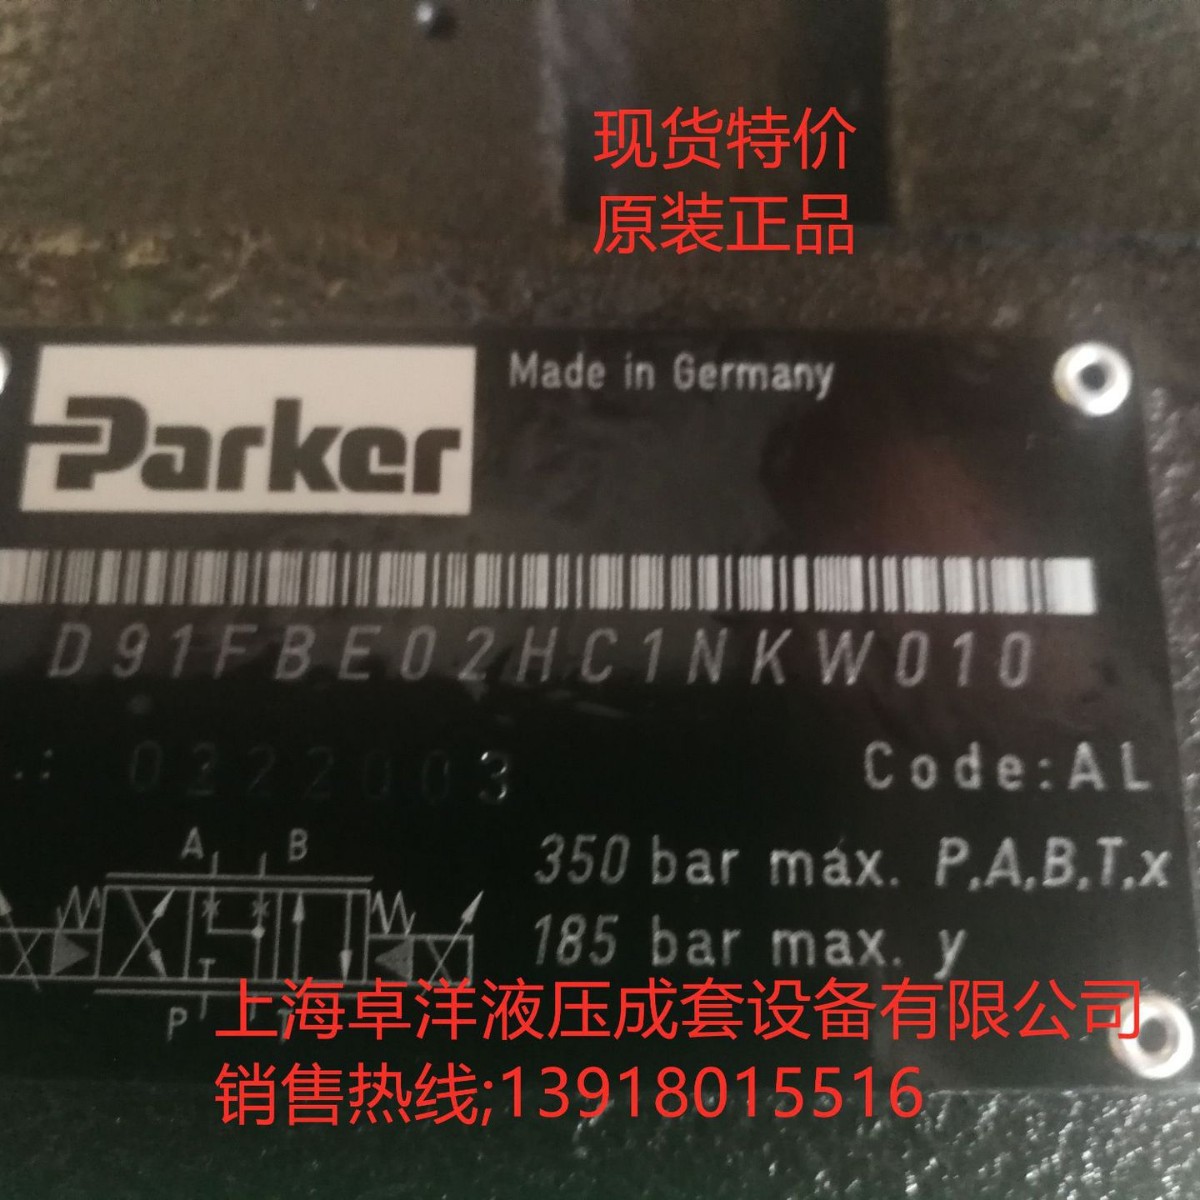 现货特价
原装正品
Made in Germany
Parker
D91FBE02HC1NKW010
0222003
Code:AL
A B
350 bar max. P,A,B,T,x
185 bar max. y
P T
上海卓洋液压成套设备有限公司
销售热线;13918015516